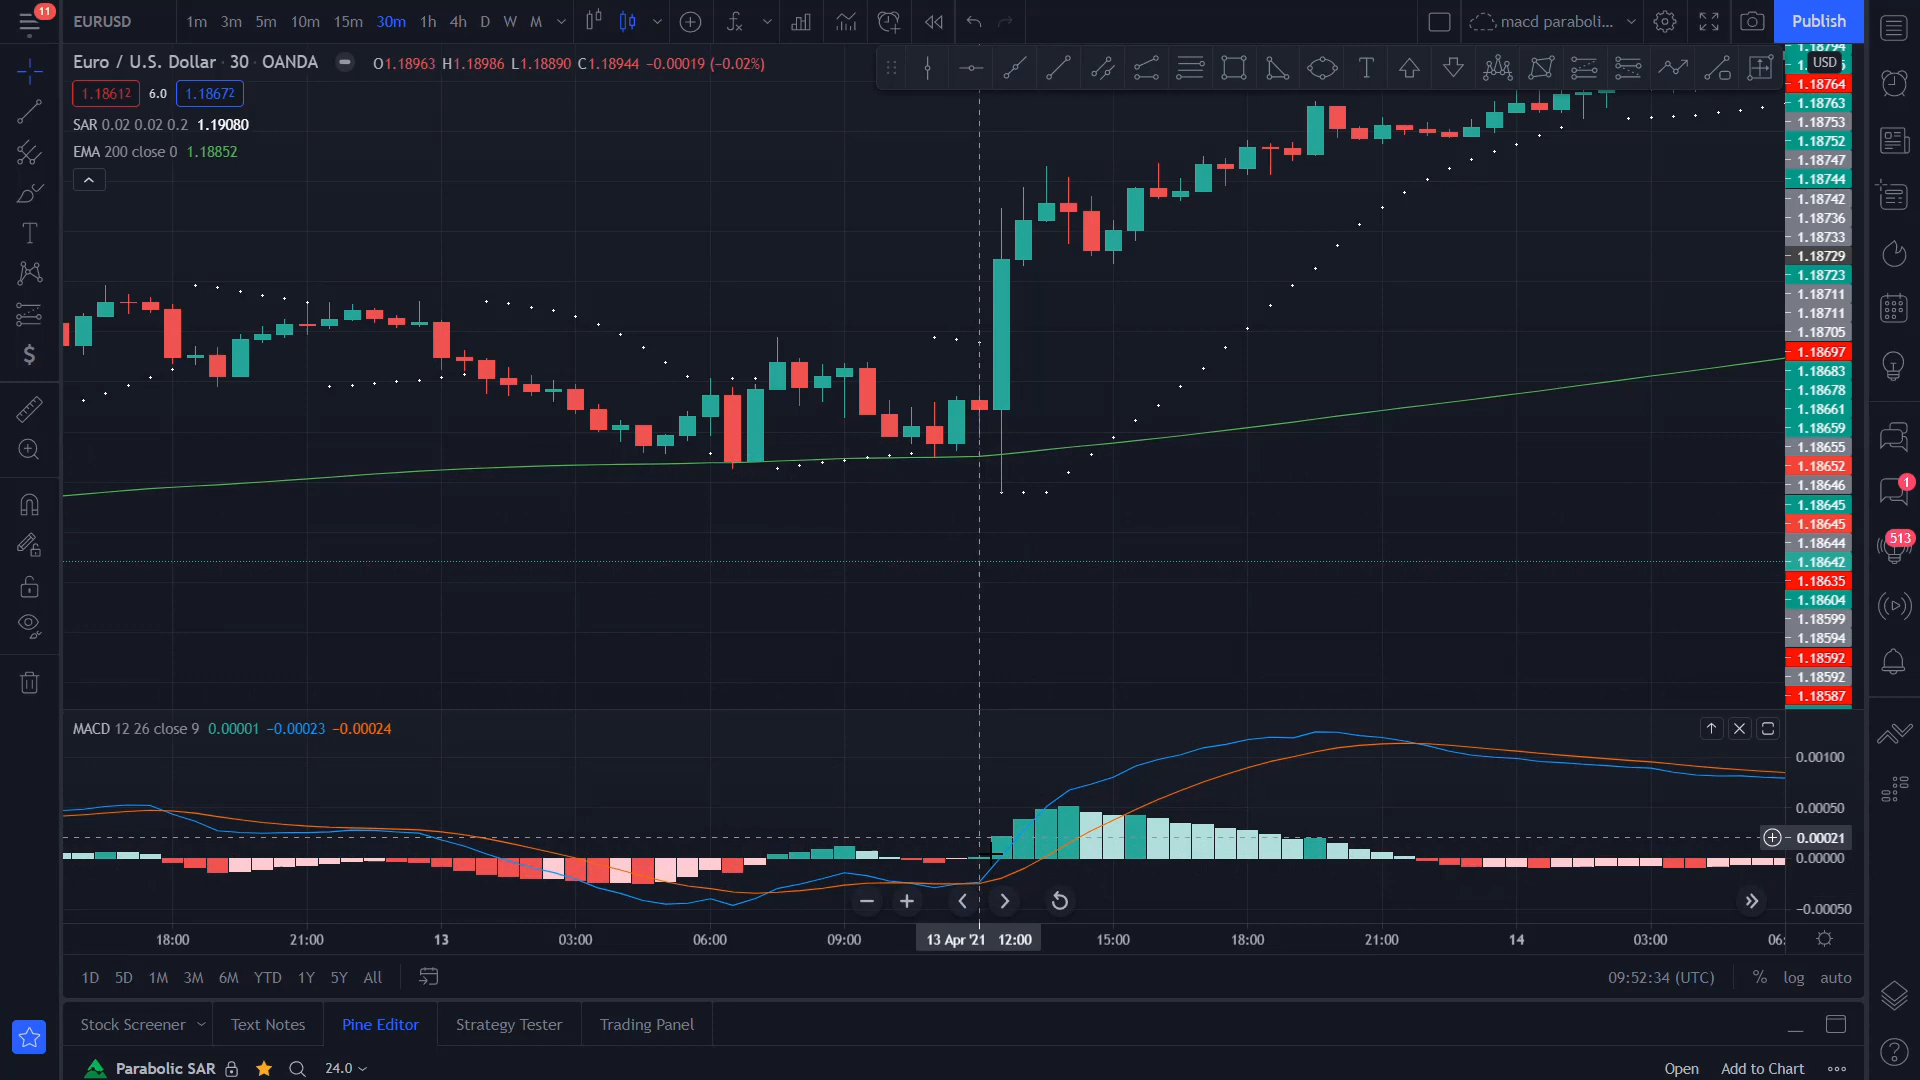 11
EURUSD
1m 3m 5m 10m 15m 30m 1h 4h D W M
macd paraboli...
Publish
Euro / U.S. Dollar · 30 · OANDA
O1.18963 H1.18986 L1.18890 C1.18944 −0.00019 (−0.02%)
1.18612 6.0 1.18672
SAR 0.02 0.02 0.2 1.19080
EMA 200 close 0 1.18852
1.18794
USD
1.18764
1.18763
1.18753
1.18752
1.18747
1.18744
1.18742
1.18736
1.18733
1.18729
1.18723
1.18711
1.18711
1.18705
1.18697
1.18683
1.18678
1.18661
1.18659
1.18655
1.18652
1.18646
1.18645
1.18645
1.18644
1.18642
1.18635
1.18604
1.18599
1.18594
1.18592
1.18592
1.18587
1
513
MACD 12 26 close 9 0.00001 −0.00023 −0.00024
0.00100
0.00050
0.00021
0.00000
−0.00050
18:00 21:00 13 03:00 06:00 09:00 13 Apr '21 12:00 15:00 18:00 21:00 14 03:00 06:
1D 5D 1M 3M 6M YTD 1Y 5Y All
09:52:34 (UTC) % log auto
Stock Screener Text Notes Pine Editor Strategy Tester Trading Panel
Parabolic SAR 24.0
Open Add to Chart